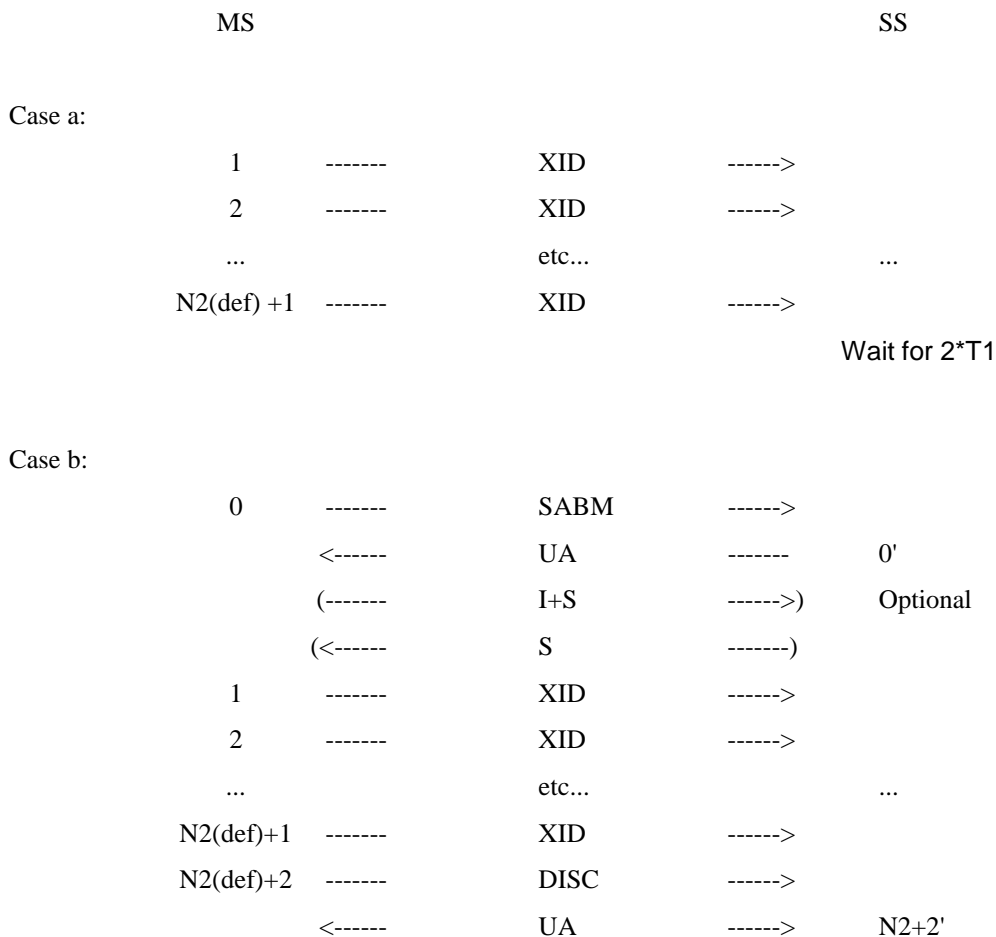 MS SS
Case a:
1 ------- XID ------>
2 ------- XID ------>
... etc... ...
N2(def) +1 ------- XID ------>
Wait for 2*T1
Case b:
0 ------- SABM ------>
<------ UA ------- 0'
(------- I+S ------>) Optional
(<------ S -------)
1 ------- XID ------>
2 ------- XID ------>
... etc... ...
N2(def)+1 ------- XID ------>
N2(def)+2 ------- DISC ------>
<------ UA ------> N2+2'